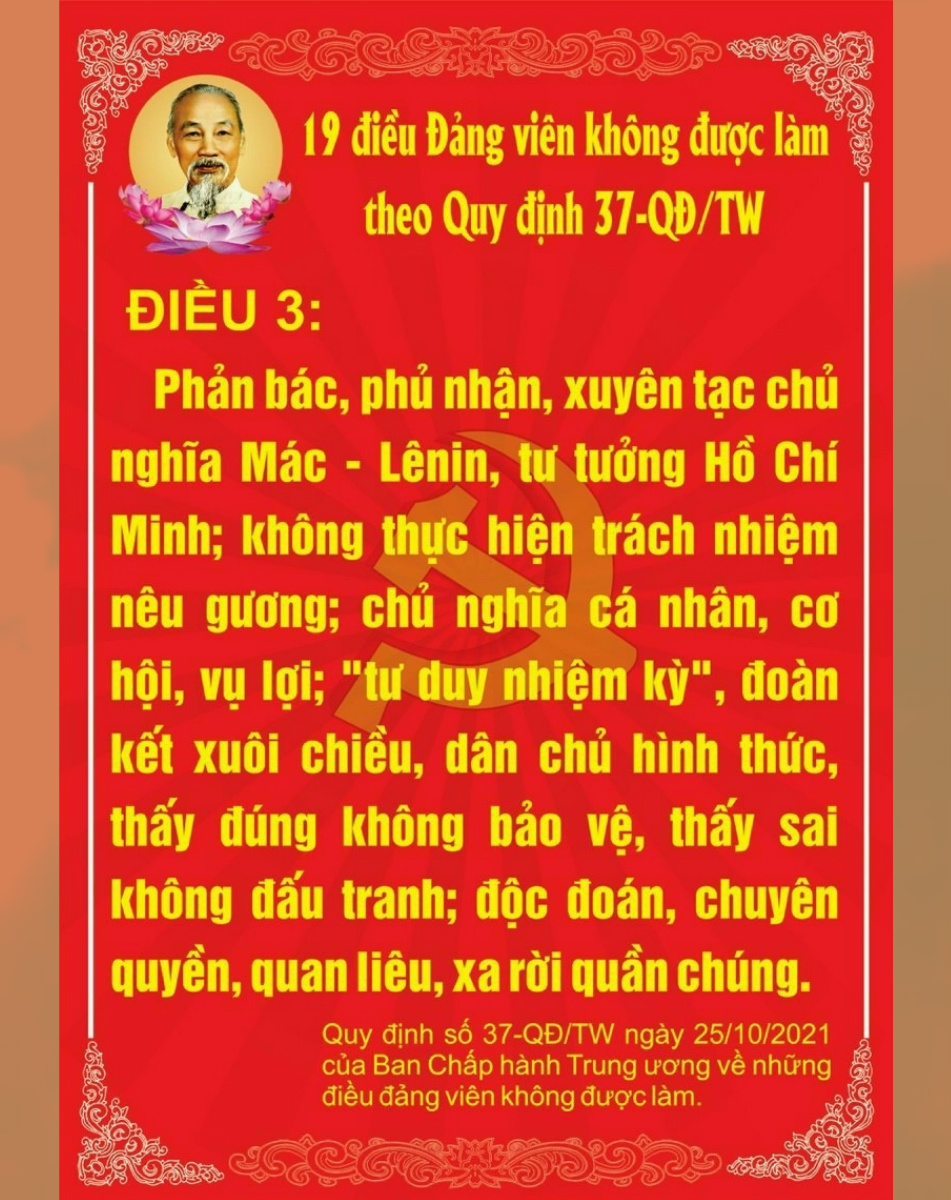 19 điều Đảng viên không được làm
theo Quy định 37-QĐ/TW
ĐIỀU 3:
Phản bác, phủ nhận, xuyên tạc chủ
nghĩa Mác - Lênin, tư tưởng Hồ Chí
Minh; không thực hiện trách nhiệm
nêu gương; chủ nghĩa cá nhân, cơ
hội, vụ lợi; "tư duy nhiệm kỳ", đoàn
kết xuôi chiều, dân chủ hình thức,
thấy đúng không bảo vệ, thấy sai
không đấu tranh; độc đoán, chuyên
quyền, quan liêu, xa rời quần chúng.
Quy định số 37-QĐ/TW ngày 25/10/2021
của Ban Chấp hành Trung ương về những
điều đảng viên không được làm.